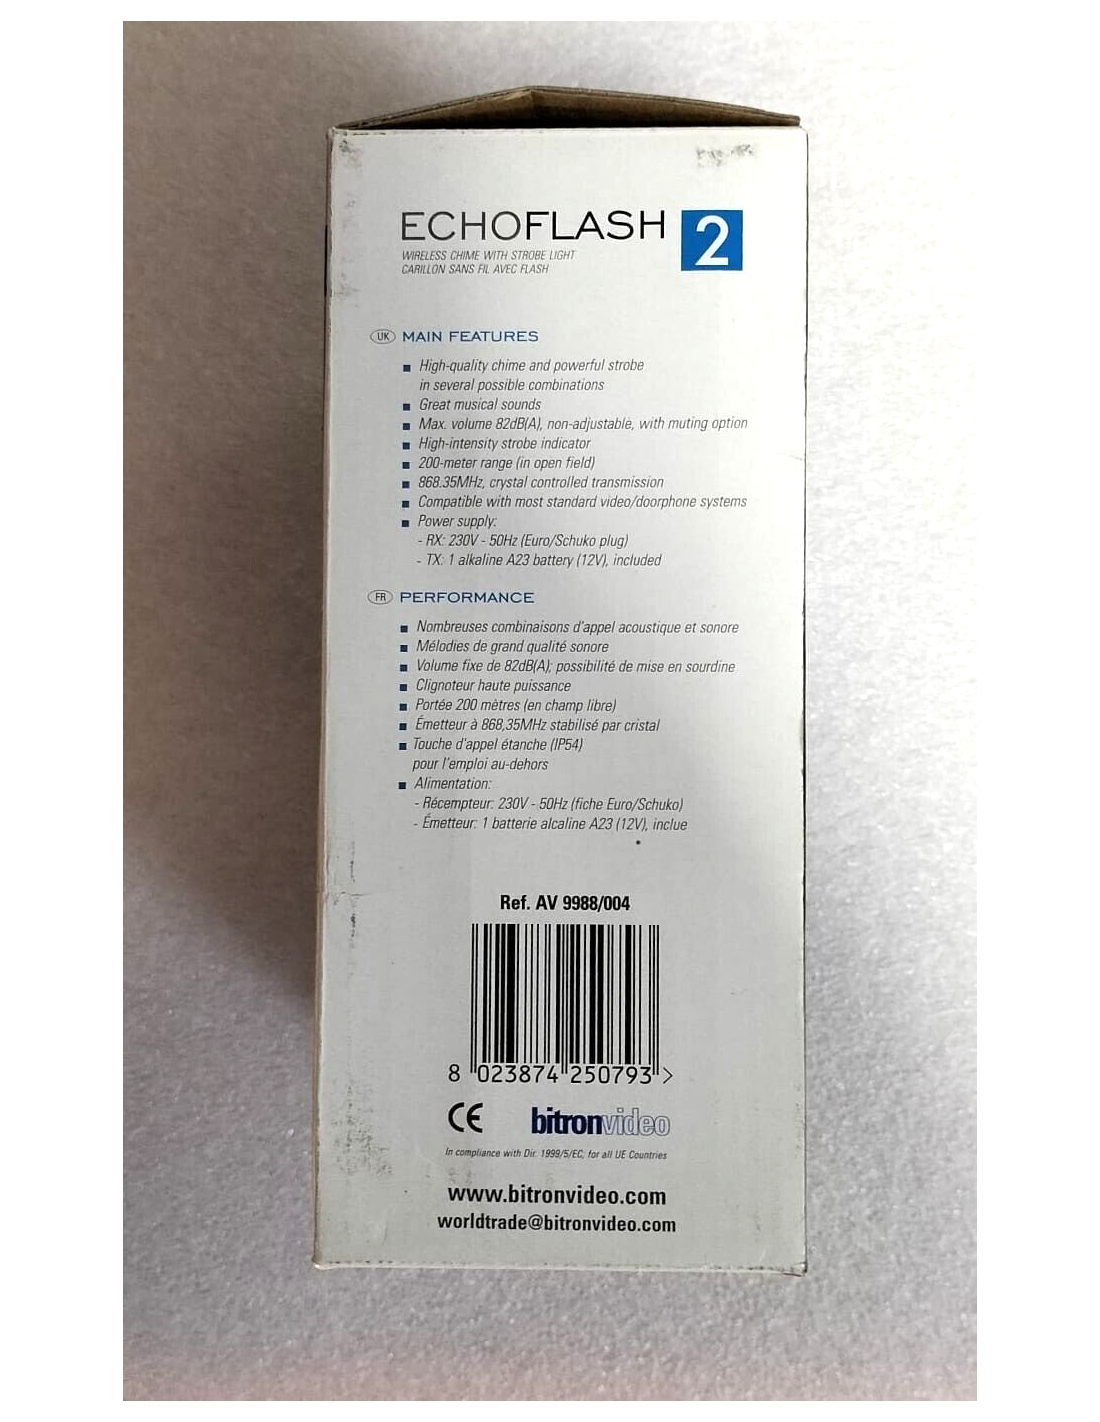 ECHOFLASH 2
WIRELESS CHIME WITH STROBE LIGHT
CARILLON SANS FIL AVEC FLASH
UK MAIN FEATURES
■ High-quality chime and powerful strobe
in several possible combinations
■ Great musical sounds
■ Max. volume 82dB(A), non-adjustable, with muting option
■ High-intensity strobe indicator
■ 200-meter range (in open field)
■ 868.35MHz, crystal controlled transmission
■ Compatible with most standard video/doorphone systems
■ Power supply:
- RX: 230V - 50Hz (Euro/Schuko plug)
- TX: 1 alkaline A23 battery (12V), included
FR PERFORMANCE
■ Nombreuses combinaisons d'appel acoustique et sonore
■ Mélodies de grand qualité sonore
■ Volume fixe de 82dB(A); possibilité de mise en sourdine
■ Clignoteur haute puissance
■ Portée 200 mètres (en champ libre)
■ Émetteur à 868,35MHz stabilisé par cristal
■ Touche d'appel étanche (IP54)
pour l'emploi au-dehors
■ Alimentation:
- Récepteur: 230V - 50Hz (fiche Euro/Schuko)
- Émetteur: 1 batterie alcaline A23 (12V), inclue
Ref. AV 9988/004
8 023874 250793 >
CE bitronvideo
In compliance with Dir. 1999/5/EC, for all UE Countries
www.bitronvideo.com
worldtrade@bitronvideo.com